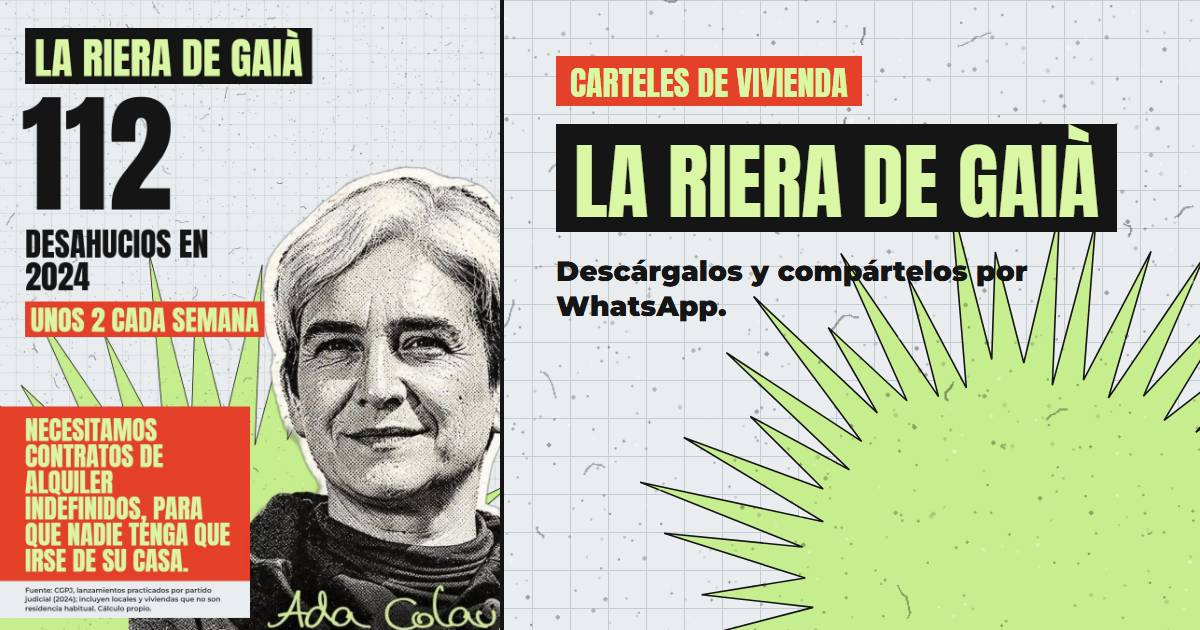 LA RIERA DE GAIÀ
112
DESAHUCIOS EN
2024
UNOS 2 CADA SEMANA
NECESITAMOS
CONTRATOS DE
ALQUILER
INDEFINIDOS, PARA
QUE NADIE TENGA QUE
IRSE DE SU CASA.
Fuente: CGPJ, lanzamientos practicados por partido
judicial (2024); incluyen locales y viviendas que no son
residencia habitual. Cálculo propio.
Ada Colau
CARTELES DE VIVIENDA
LA RIERA DE GAIÀ
Descárgalos y compártelos por
WhatsApp.